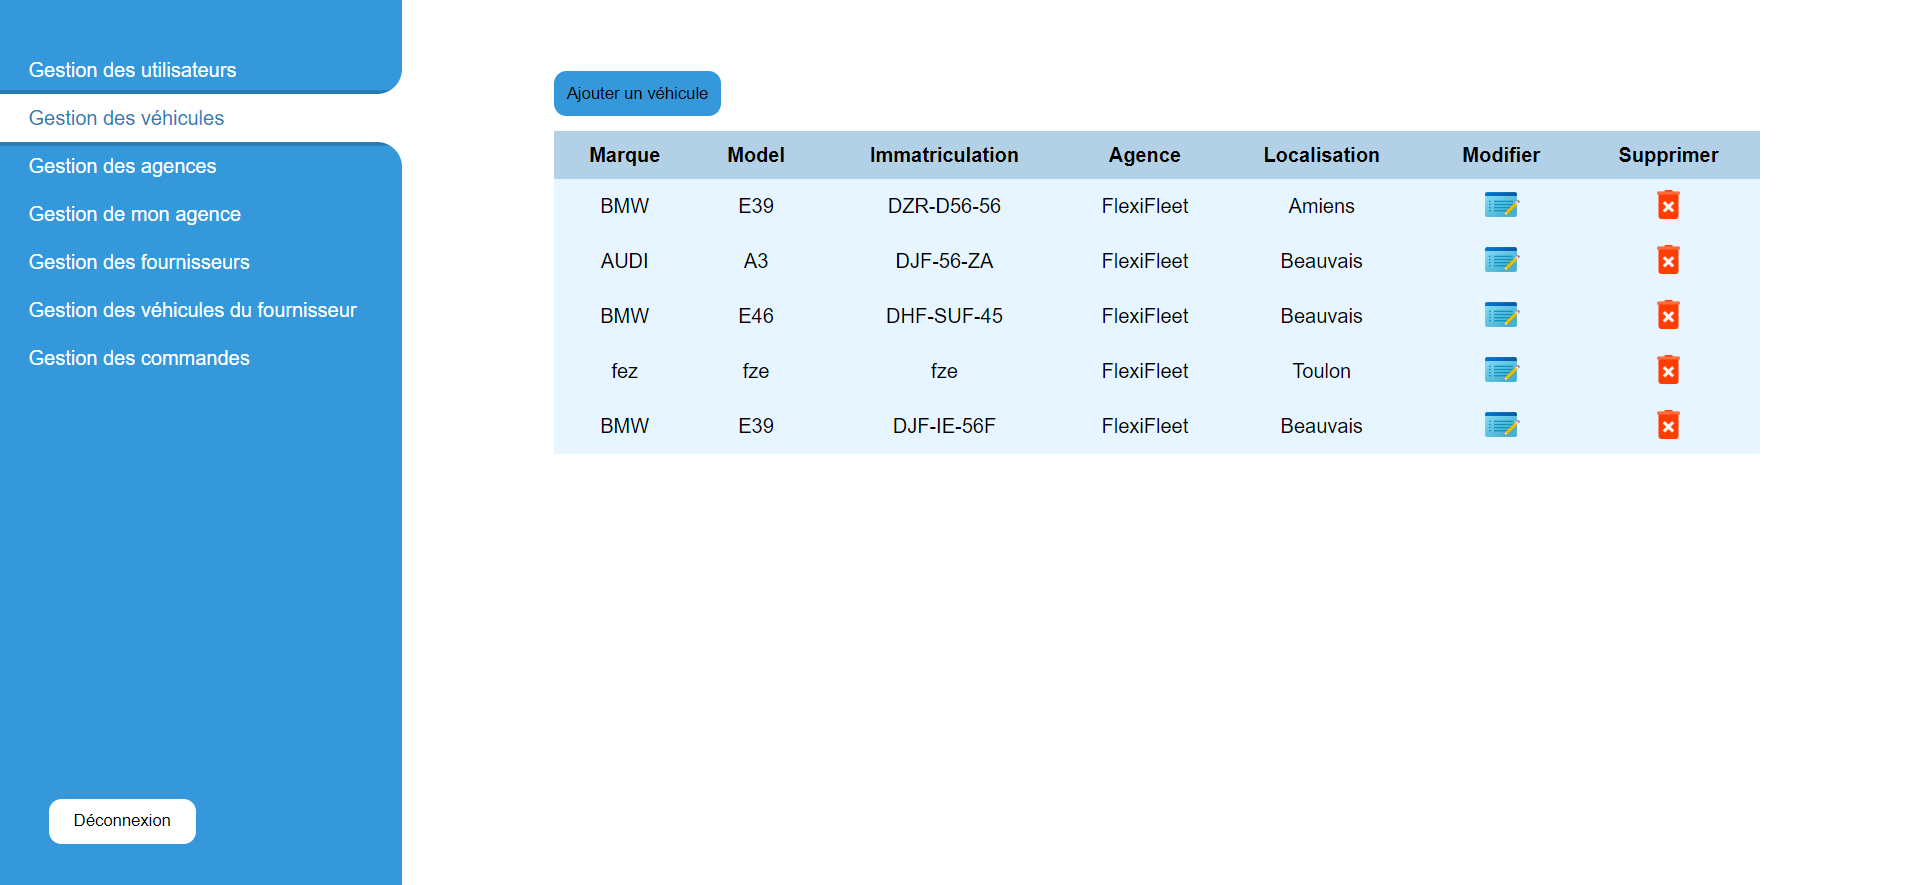 Gestion des utilisateurs
Gestion des véhicules
Gestion des agences
Gestion de mon agence
Gestion des fournisseurs
Gestion des véhicules du fournisseur
Gestion des commandes
Déconnexion
Ajouter un véhicule
Marque Model Immatriculation Agence Localisation Modifier Supprimer
BMW E39 DZR-D56-56 FlexiFleet Amiens
AUDI A3 DJF-56-ZA FlexiFleet Beauvais
BMW E46 DHF-SUF-45 FlexiFleet Beauvais
fez fze fze FlexiFleet Toulon
BMW E39 DJF-IE-56F FlexiFleet Beauvais